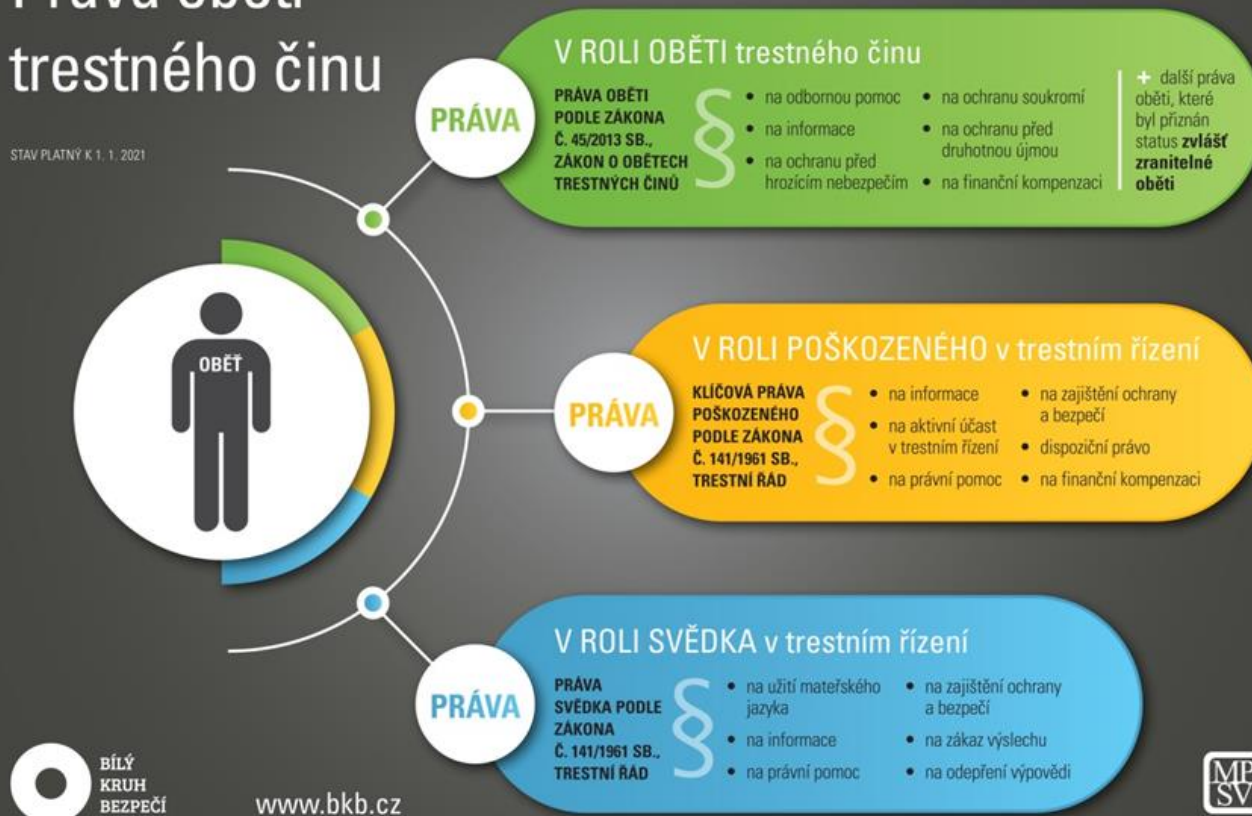 Práva oběti
trestného činu
STAV PLATNÝ K 1. 1. 2021
PRÁVA
V ROLI OBĚTI trestného činu
PRÁVA OBĚTI
PODLE ZÁKONA
Č. 45/2013 SB.,
ZÁKON O OBĚTECH
TRESTNÝCH ČINŮ
§
• na odbornou pomoc
• na informace
• na ochranu před
hrozícím nebezpečím
• na ochranu soukromí
• na ochranu před
druhotnou újmou
• na finanční kompenzaci
+ další práva
oběti, které
byl přiznán
status zvlášť
zranitelné
oběti
OBĚŤ
PRÁVA
V ROLI POŠKOZENÉHO v trestním řízení
KLÍČOVÁ PRÁVA
POŠKOZENÉHO
PODLE ZÁKONA
Č. 141/1961 SB.,
TRESTNÍ ŘÁD
§
• na informace
• na aktivní účast
v trestním řízení
• na právní pomoc
• na zajištění ochrany
a bezpečí
• dispoziční právo
• na finanční kompenzaci
PRÁVA
V ROLI SVĚDKA v trestním řízení
PRÁVA
SVĚDKA PODLE
ZÁKONA
Č. 141/1961 SB.,
TRESTNÍ ŘÁD
§
• na užití mateřského
jazyka
• na informace
• na právní pomoc
• na zajištění ochrany
a bezpečí
• na zákaz výslechu
• na odepření výpovědi
BÍLÝ
KRUH
BEZPEČÍ
www.bkb.cz
MP
SV